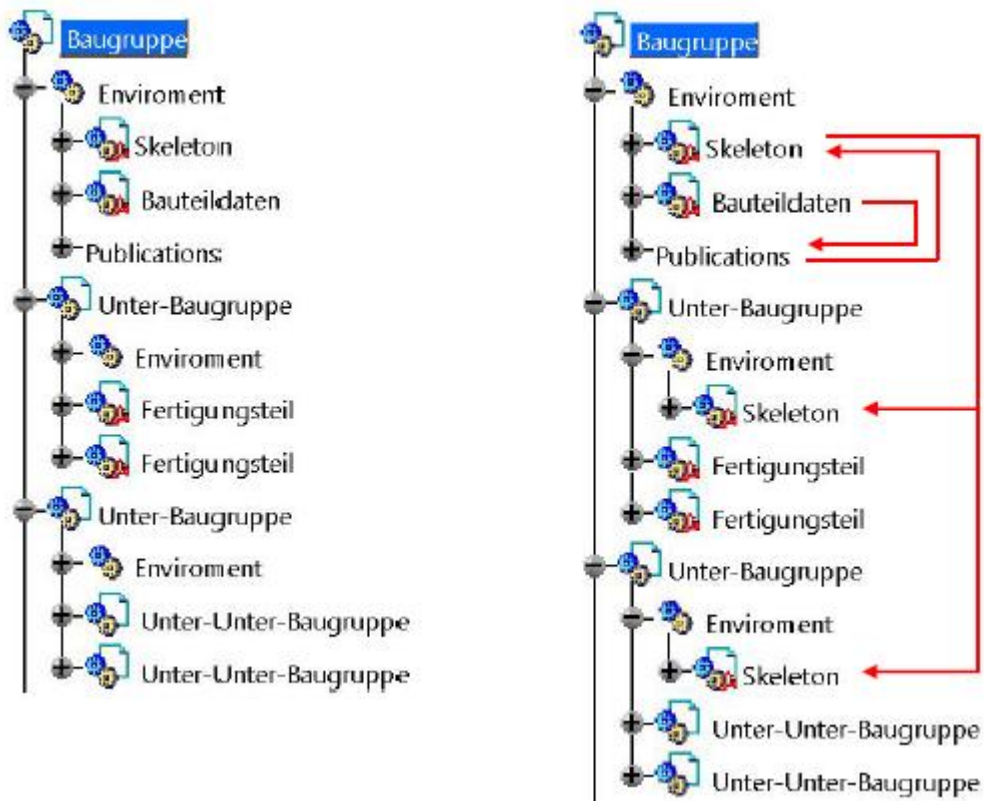 Baugruppe
Enviroment
Skeleton
Bauteildaten
Publications
Unter-Baugruppe
Enviroment
Fertigungsteil
Fertigungsteil
Unter-Baugruppe
Enviroment
Unter-Unter-Baugruppe
Unter-Unter-Baugruppe
Baugruppe
Enviroment
Skeleton
Bauteildaten
Publications
Unter-Baugruppe
Enviroment
Skeleton
Fertigungsteil
Fertigungsteil
Unter-Baugruppe
Enviroment
Skeleton
Unter-Unter-Baugruppe
Unter-Unter-Baugruppe